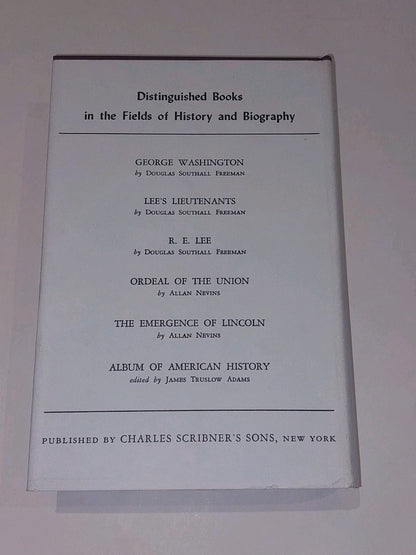 Distinguished Books
in the Fields of History and Biography
GEORGE WASHINGTON
by Douglas Southall Freeman
LEE'S LIEUTENANTS
by Douglas Southall Freeman
R. E. LEE
by Douglas Southall Freeman
ORDEAL OF THE UNION
by Allan Nevins
THE EMERGENCE OF LINCOLN
by Allan Nevins
ALBUM OF AMERICAN HISTORY
edited by James Truslow Adams
PUBLISHED BY CHARLES SCRIBNER'S SONS, NEW YORK